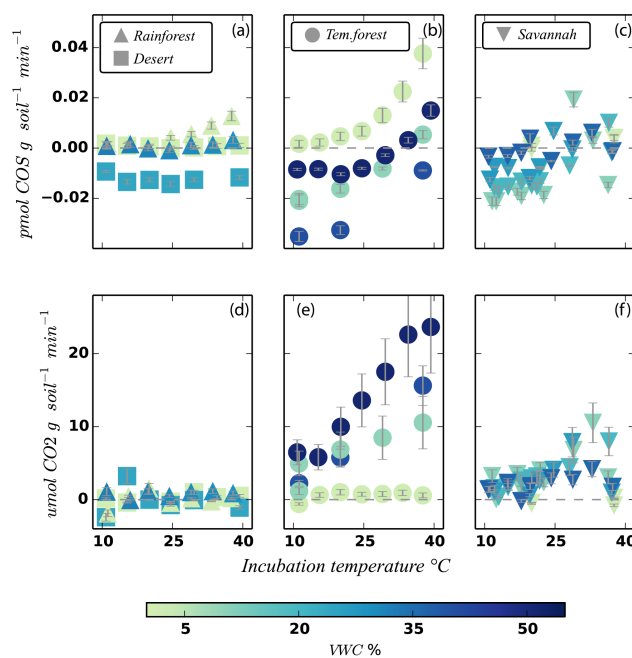 (a) (b) (c)
Rainforest Tem.forest Savannah
Desert
0.04
0.02
0.00
−0.02
pmol COS g soil−1 min−1
(d) (e) (f)
20
10
0
umol CO2 g soil−1 min−1
10 25 40 10 25 40 10 25 40
Incubation temperature °C
5 20 35 50
VWC %